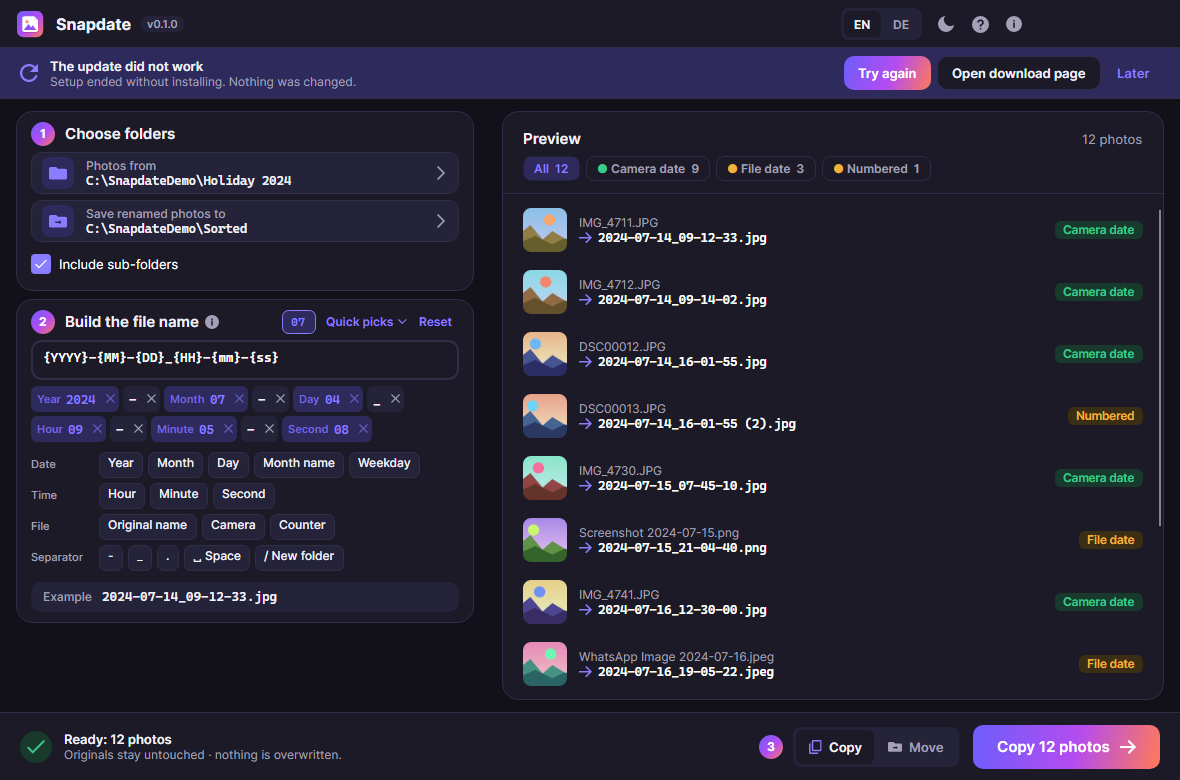 Snapdate v0.1.0 EN DE ? i
The update did not work
Setup ended without installing. Nothing was changed.
Try again Open download page Later
1 Choose folders
Photos from
C:\SnapdateDemo\Holiday 2024
Save renamed photos to
C:\SnapdateDemo\Sorted
Include sub-folders
2 Build the file name i 07 Quick picks Reset
{YYYY}-{MM}-{DD}_{HH}-{mm}-{ss}
Year 2024 × - × Month 07 × - × Day 04 × _ ×
Hour 09 × - × Minute 05 × - × Second 08 ×
Date Year Month Day Month name Weekday
Time Hour Minute Second
File Original name Camera Counter
Separator - _ . ␣ Space / New folder
Example 2024-07-14_09-12-33.jpg
Preview 12 photos
All 12 Camera date 9 File date 3 Numbered 1
IMG_4711.JPG
→ 2024-07-14_09-12-33.jpg Camera date
IMG_4712.JPG
→ 2024-07-14_09-14-02.jpg Camera date
DSC00012.JPG
→ 2024-07-14_16-01-55.jpg Camera date
DSC00013.JPG
→ 2024-07-14_16-01-55 (2).jpg Numbered
IMG_4730.JPG
→ 2024-07-15_07-45-10.jpg Camera date
Screenshot 2024-07-15.png
→ 2024-07-15_21-04-40.png File date
IMG_4741.JPG
→ 2024-07-16_12-30-00.jpg Camera date
WhatsApp Image 2024-07-16.jpeg
→ 2024-07-16_19-05-22.jpeg File date
Ready: 12 photos
Originals stay untouched · nothing is overwritten.
3 Copy Move Copy 12 photos →